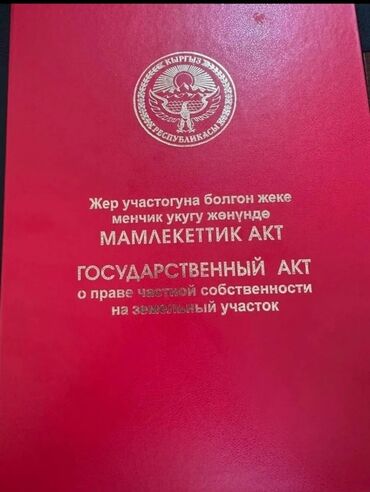 КЫРГЫЗ
РЕСПУБЛИКАСЫ
Жер участогуна болгон жеке
менчик укугу жөнүндө
МАМЛЕКЕТТИК АКТ
ГОСУДАРСТВЕННЫЙ АКТ
о праве частной собственности
на земельный участок